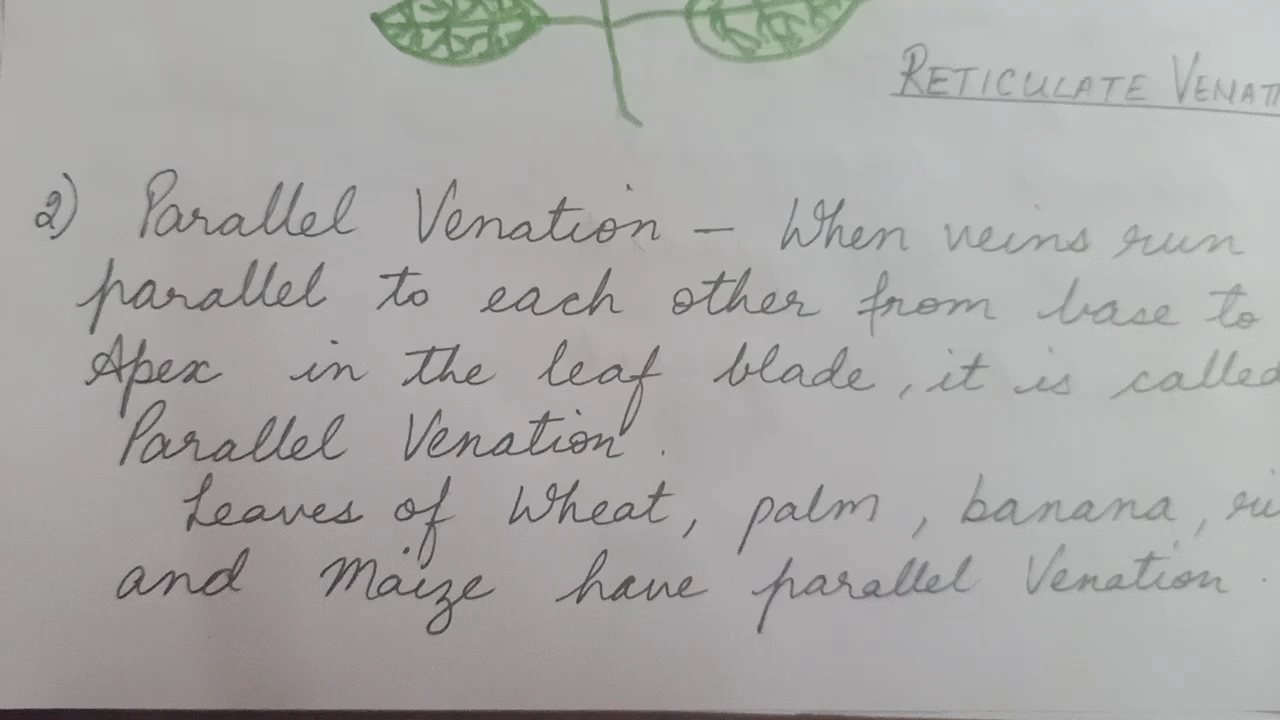 RETICULATE
2) Parallel Venation – When veins run
parallel to each other from base to
Apex in the leaf blade, it is called
Parallel Venation.
Leaves of Wheat, palm, banana,
and Maize have parallel Venation.